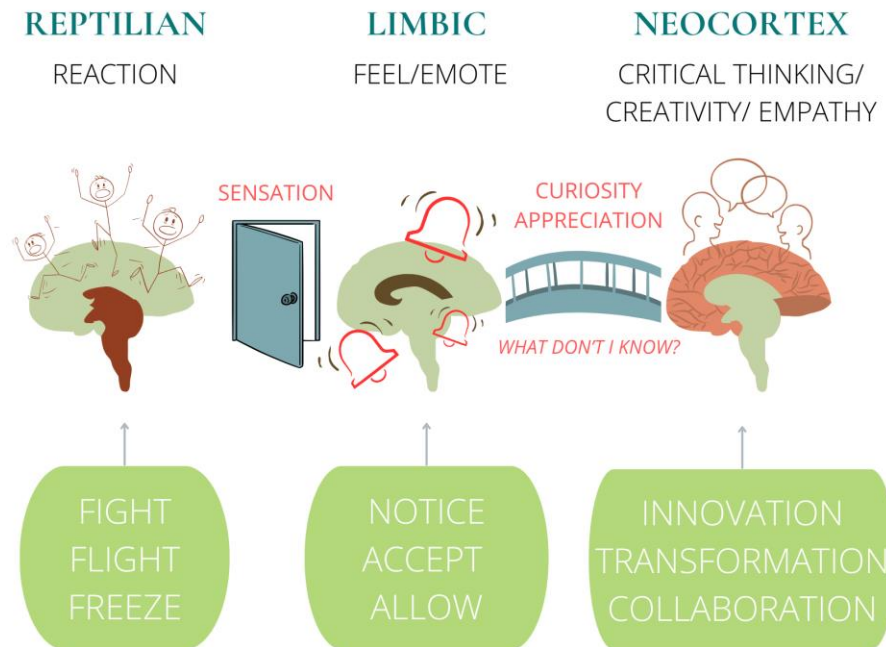 REPTILIAN
REACTION
LIMBIC
FEEL/EMOTE
NEOCORTEX
CRITICAL THINKING/
CREATIVITY/ EMPATHY
SENSATION
CURIOSITY
APPRECIATION
WHAT DON'T I KNOW?
FIGHT
FLIGHT
FREEZE
NOTICE
ACCEPT
ALLOW
INNOVATION
TRANSFORMATION
COLLABORATION